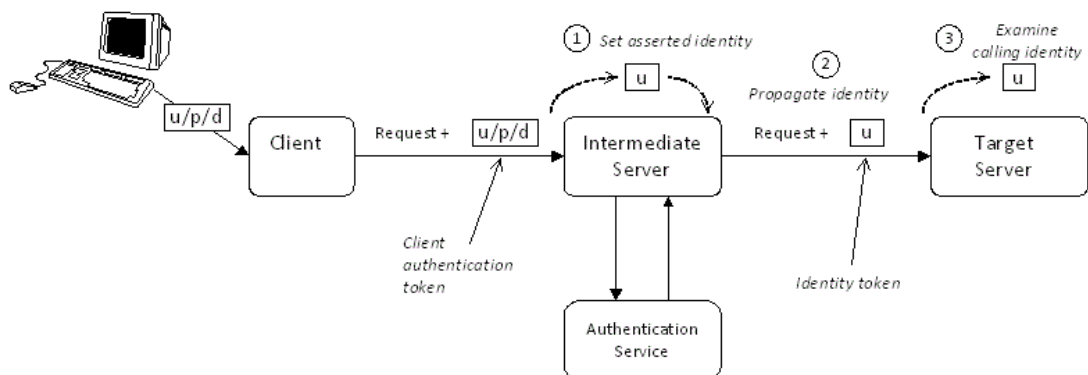 u/p/d
Client
Request +
u/p/d
Client
authentication
token
1
Set asserted identity
u
Intermediate
Server
Authentication
Service
2
Propagate identity
Request +
u
Identity token
3
Examine
calling identity
u
Target
Server